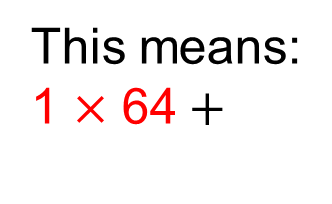 This means:
1 × 64 +